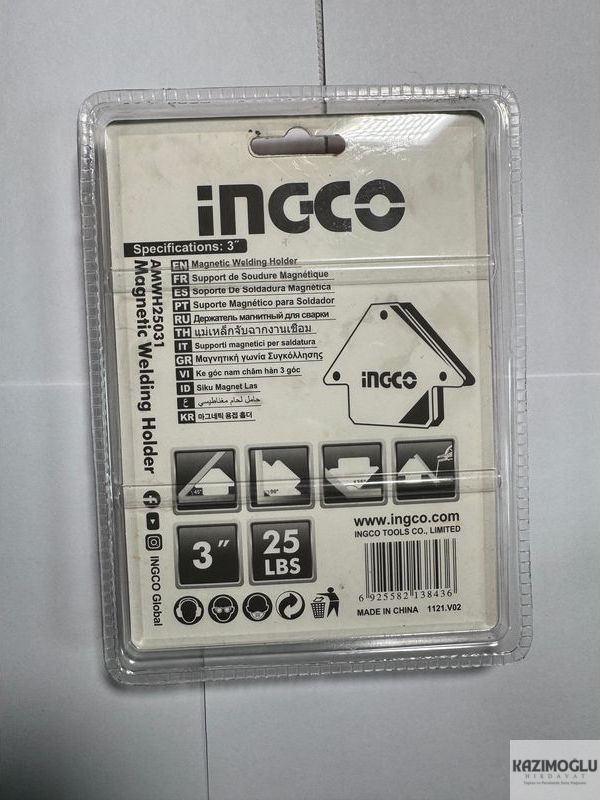 INGCO
Specifications: 3"
AMWH25031
Magnetic Welding Holder
EN Magnetic Welding Holder
FR Support de Soudure Magnétique
ES Soporte De Soldadura Magnética
PT Suporte Magnético para Soldador
RU Держатель магнитный для сварки
TH แม่เหล็กจับฉากงานเชื่อม
IT Supporti magnetici per saldatura
GR Μαγνητική γωνία Συγκόλλησης
VI Ke góc nam châm hàn 3 góc
ID Siku Magnet Las
ع حامل لحام مغناطيسي
KR 마그네틱 용접 홀더
INGCO
45°
90°
135°
3"
25
LBS
INGCO Global
www.ingco.com
INGCO TOOLS CO., LIMITED
6 925582 138436
MADE IN CHINA 1121.V02
KAZIMOGLU
HIRDAVAT